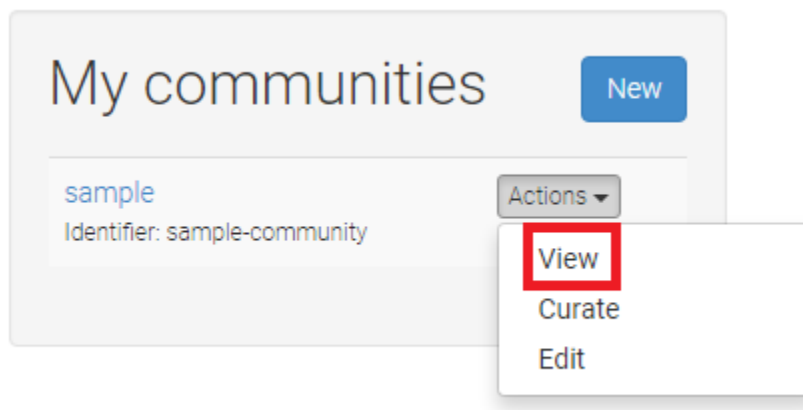 My communities
New
sample
Actions
Identifier: sample-community
View
Curate
Edit